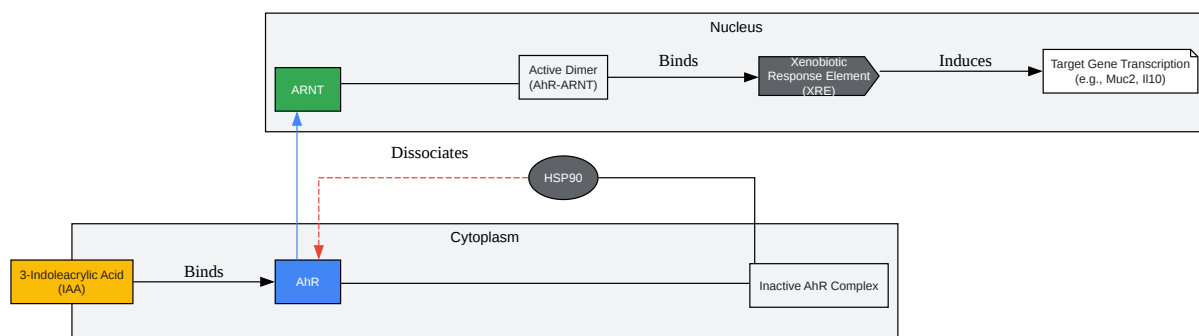 Nucleus
ARNT
Active Dimer
(AhR-ARNT)
Binds
Xenobiotic
Response Element
(XRE)
Induces
Target Gene Transcription
(e.g., Muc2, Il10)
Dissociates
HSP90
Cytoplasm
3-Indoleacrylic Acid
(IAA)
Binds
AhR
Inactive AhR Complex